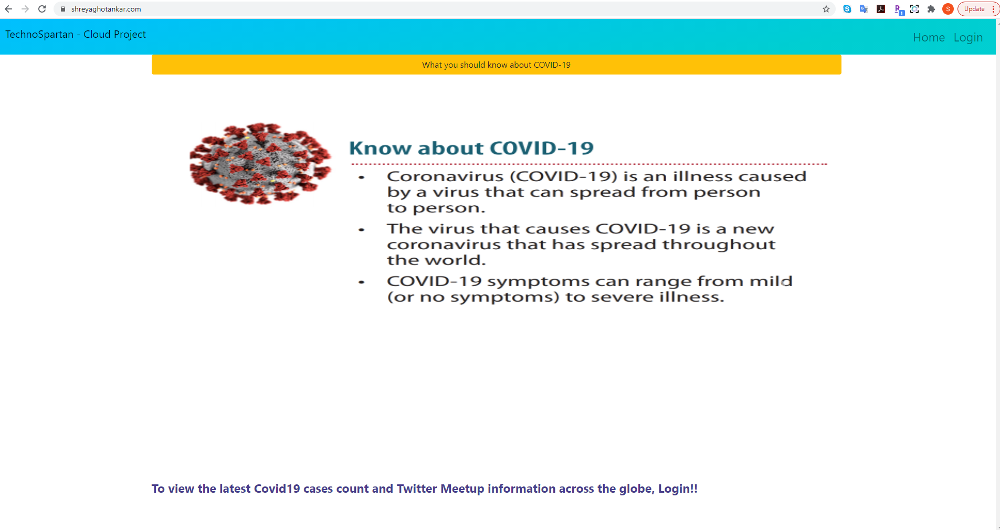 shreyaghotankar.com
S
1
S
Update
TechnoSpartan - Cloud Project
Home Login
What you should know about COVID-19
Know about COVID-19
• Coronavirus (COVID-19) is an illness caused
by a virus that can spread from person
to person.
• The virus that causes COVID-19 is a new
coronavirus that has spread throughout
the world.
• COVID-19 symptoms can range from mild
(or no symptoms) to severe illness.
To view the latest Covid19 cases count and Twitter Meetup information across the globe, Login!!